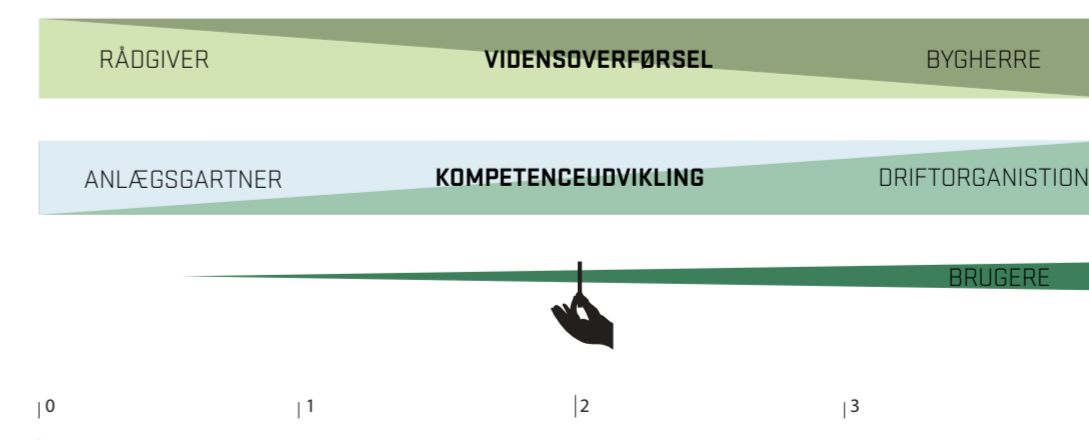 RÅDGIVER VIDENSOVERFØRSEL BYGHERRE
ANLÆGSGARTNER KOMPETENCEUDVIKLING DRIFTORGANISTION
BRUGERE
0 1 2 3